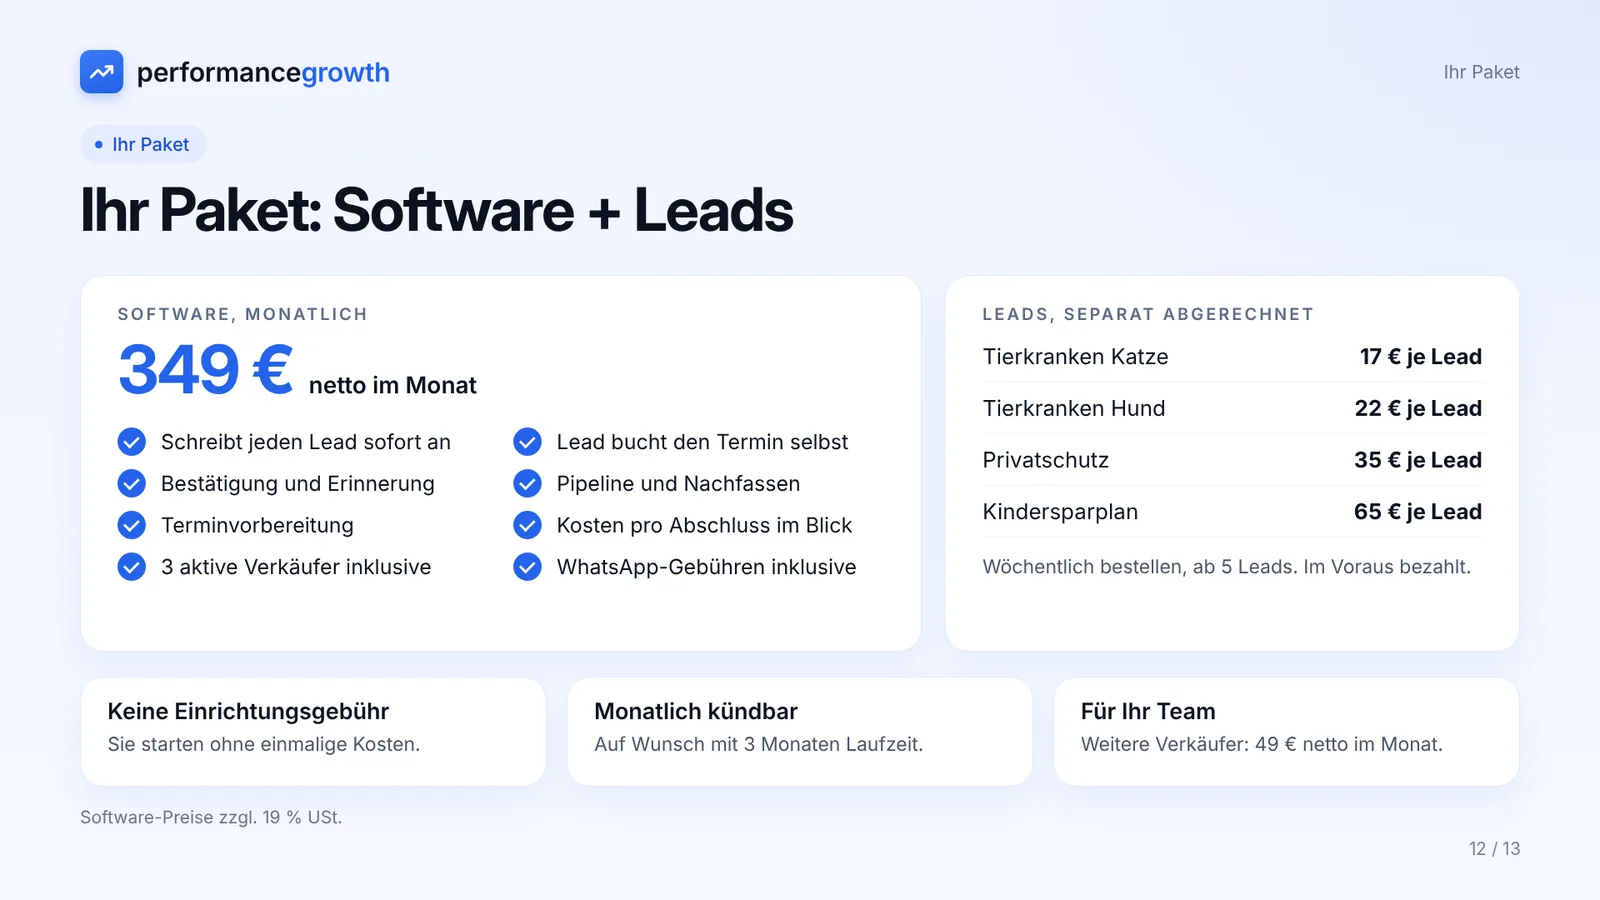 performancegrowth
Ihr Paket
Ihr Paket
Ihr Paket: Software + Leads
SOFTWARE, MONATLICH
349 € netto im Monat
Schreibt jeden Lead sofort an
Lead bucht den Termin selbst
Bestätigung und Erinnerung
Pipeline und Nachfassen
Terminvorbereitung
Kosten pro Abschluss im Blick
3 aktive Verkäufer inklusive
WhatsApp-Gebühren inklusive
LEADS, SEPARAT ABGERECHNET
Tierkranken Katze 17 € je Lead
Tierkranken Hund 22 € je Lead
Privatschutz 35 € je Lead
Kindersparplan 65 € je Lead
Wöchentlich bestellen, ab 5 Leads. Im Voraus bezahlt.
Keine Einrichtungsgebühr
Sie starten ohne einmalige Kosten.
Monatlich kündbar
Auf Wunsch mit 3 Monaten Laufzeit.
Für Ihr Team
Weitere Verkäufer: 49 € netto im Monat.
Software-Preise zzgl. 19 % USt.
12 / 13